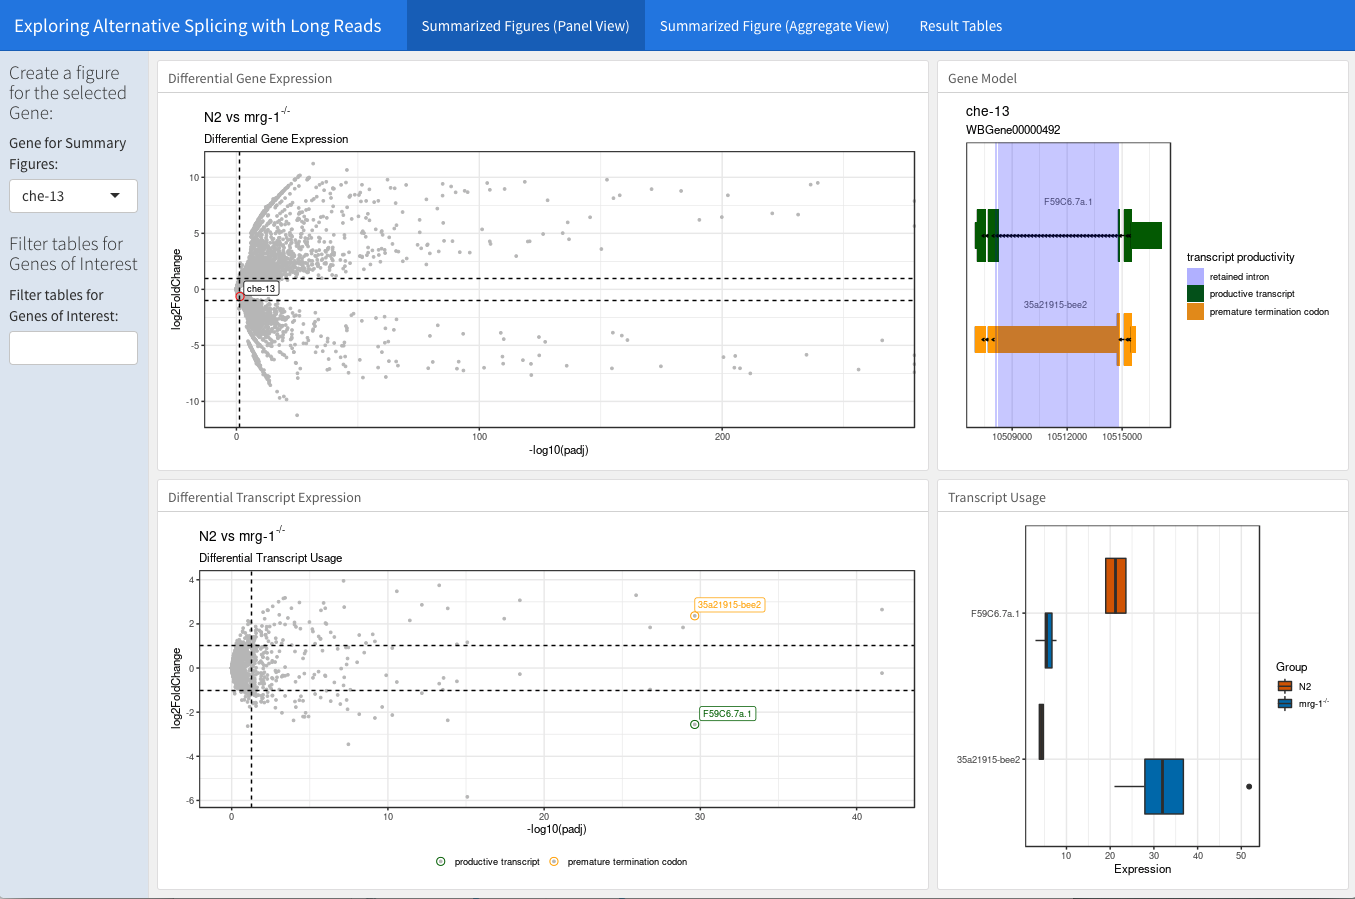 Exploring Alternative Splicing with Long Reads
Summarized Figures (Panel View)
Summarized Figure (Aggregate View)
Result Tables
Create a figure
for the selected
Gene:
Gene for Summary
Figures:
che-13
Filter tables for
Genes of Interest
Filter tables for
Genes of Interest:
Differential Gene Expression
N2 vs mrg-1-/-
Differential Gene Expression
log2FoldChange
10
5
0
-5
-10
che-13
0
100
200
-log10(padj)
Gene Model
che-13
WBGene00000492
F59C6.7a.1
35a21915-bee2
10509000
10512000
10515000
transcript productivity
retained intron
productive transcript
premature termination codon
Differential Transcript Expression
N2 vs mrg-1-/-
Differential Transcript Usage
log2FoldChange
4
2
0
-2
-4
-6
35a21915-bee2
F59C6.7a.1
0
10
20
30
40
-log10(padj)
productive transcript
premature termination codon
Transcript Usage
F59C6.7a.1
35a21915-bee2
10
20
30
40
50
Expression
Group
N2
mrg-1-/-